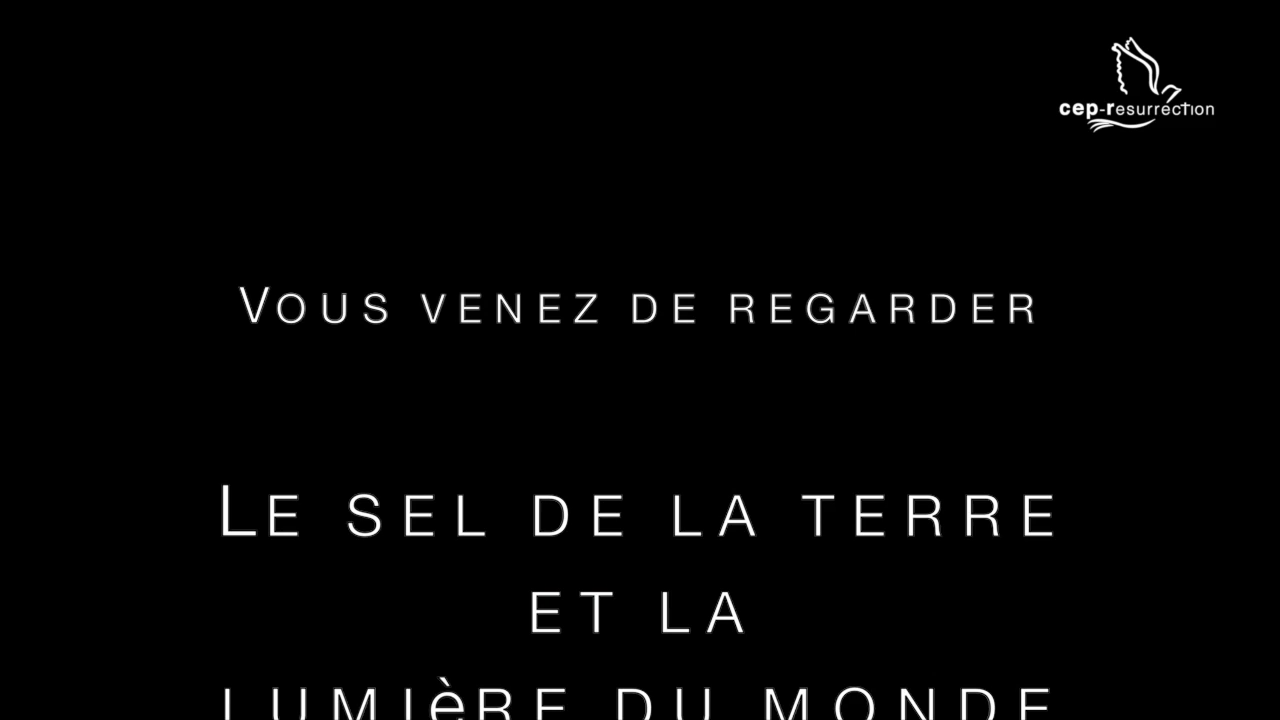 cep-Resurrection
Vous venez de regarder
Le sel de la terre
et la
lumière du monde